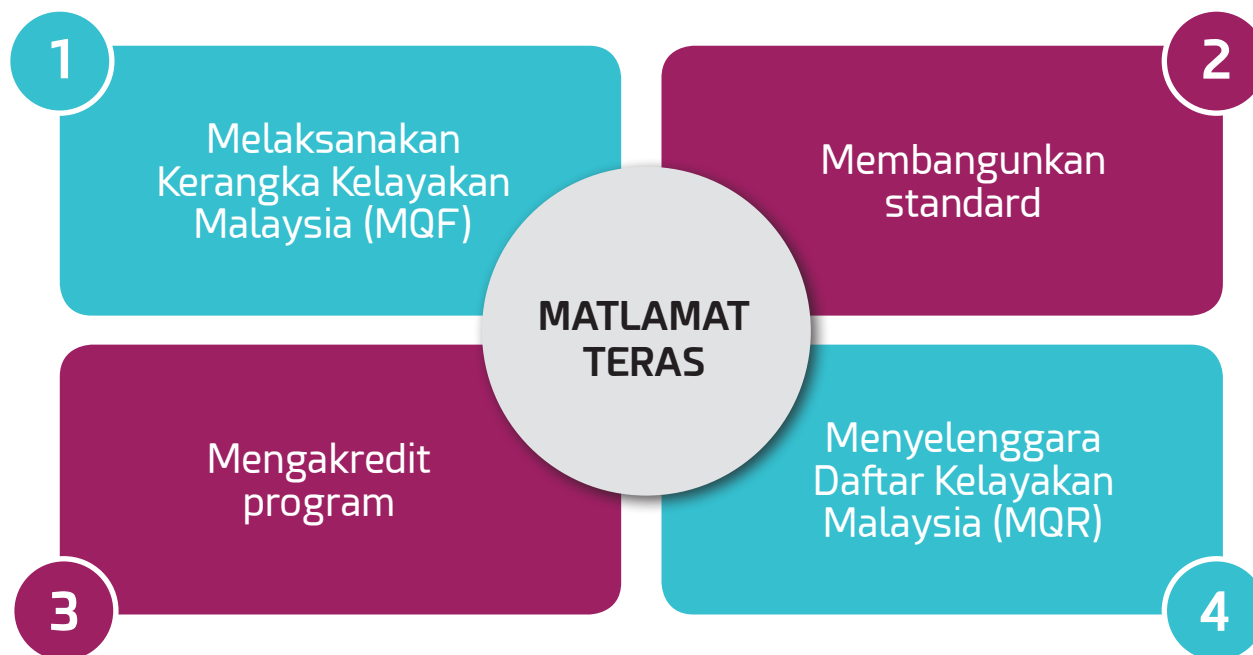 1
Melaksanakan
Kerangka Kelayakan
Malaysia (MQF)
2
Membangunkan
standard
MATLAMAT
TERAS
3
Mengakredit
program
4
Menyelenggara
Daftar Kelayakan
Malaysia (MQR)